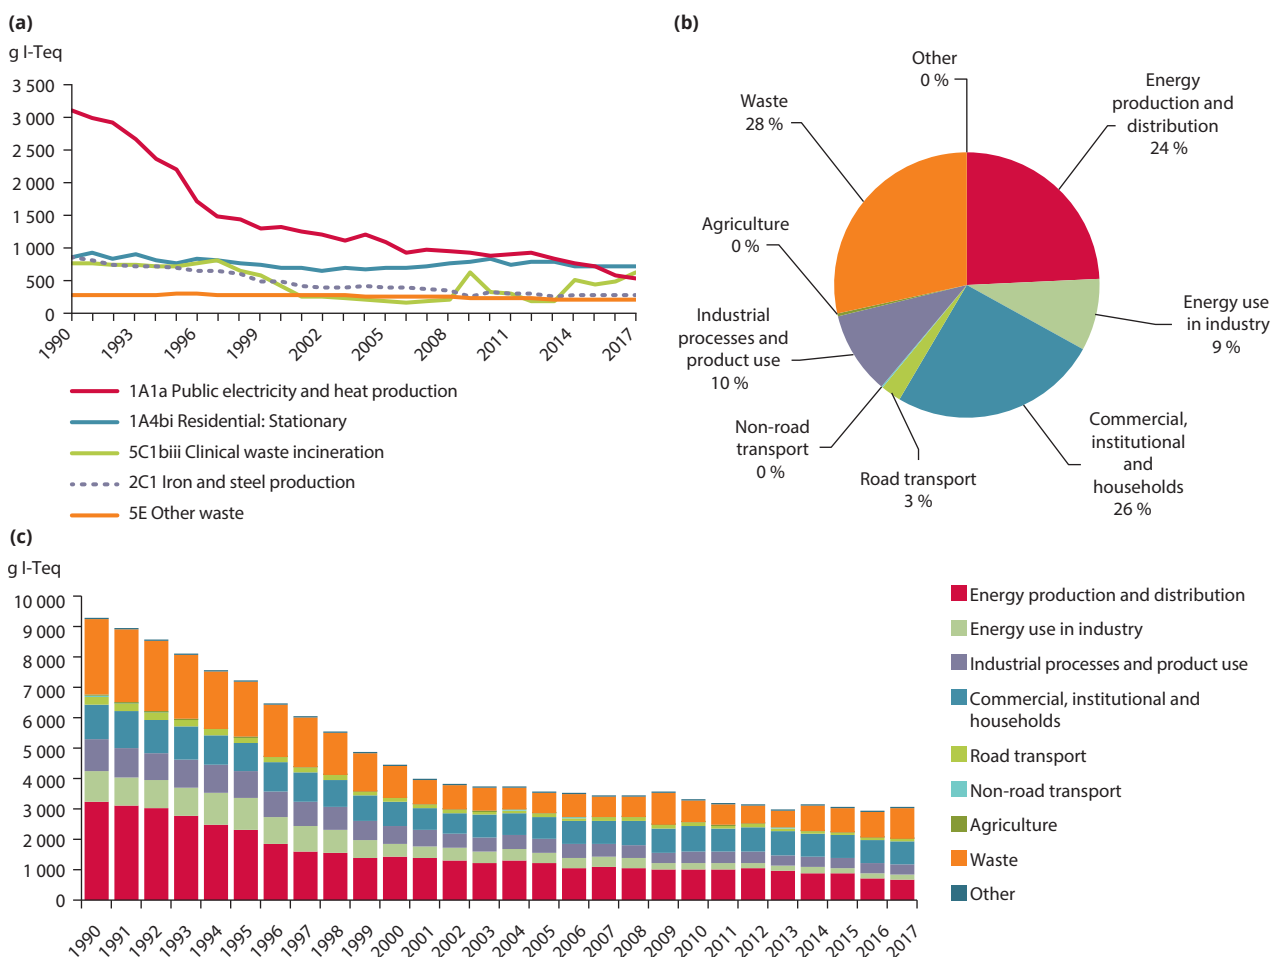 (a)
g I-Teq
3 500
3 000
2 500
2 000
1 500
1 000
500
0
1990
1993
1996
1999
2002
2005
2008
2011
2014
2017
1A1a Public electricity and heat production
1A4bi Residential: Stationary
5C1biii Clinical waste incineration
2C1 Iron and steel production
5E Other waste
(b)
Other
0 %
Energy
production and
distribution
24 %
Energy use
in industry
9 %
Commercial,
institutional
and
households
26 %
Road transport
3 %
Non-road
transport
0 %
Industrial
processes and
product use
10 %
Agriculture
0 %
Waste
28 %
(c)
g I-Teq
10 000
9 000
8 000
7 000
6 000
5 000
4 000
3 000
2 000
1 000
0
1990
1991
1992
1993
1994
1995
1996
1997
1998
1999
2000
2001
2002
2003
2004
2005
2006
2007
2008
2009
2010
2011
2012
2013
2014
2015
2016
2017
Energy production and distribution
Energy use in industry
Industrial processes and product use
Commercial, institutional and
households
Road transport
Non-road transport
Agriculture
Waste
Other